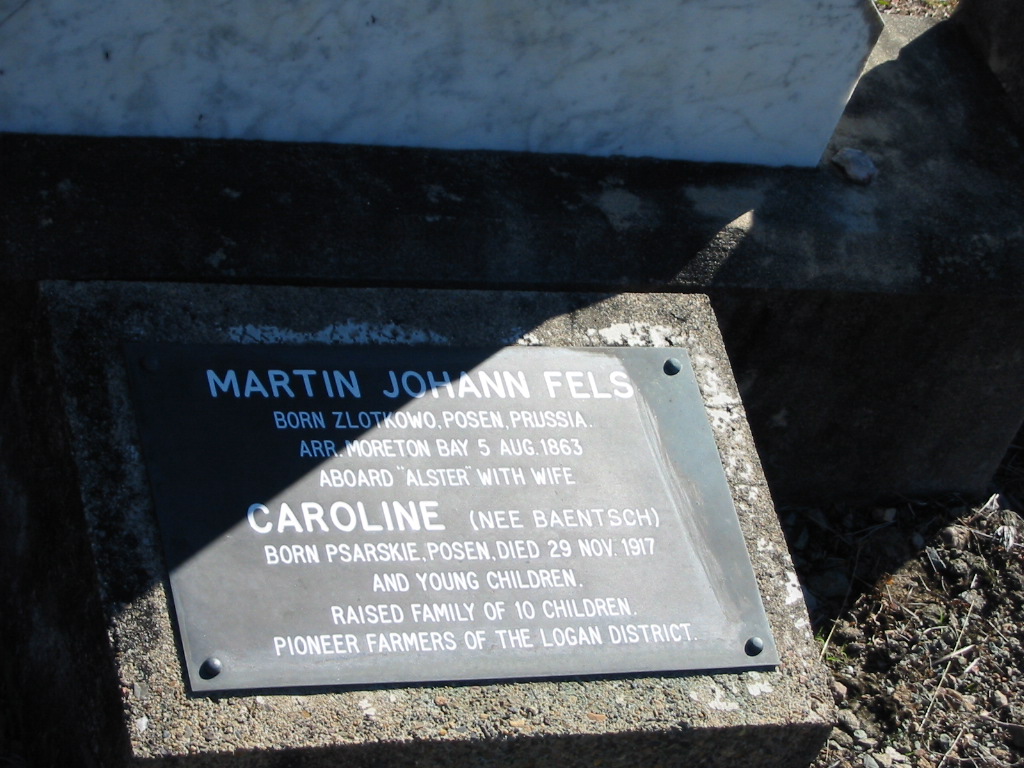 MARTIN JOHANN FELS
BORN ZLOTKOWO, POSEN, PRUSSIA.
ARR. MORETON BAY 5 AUG. 1863
ABOARD "ALSTER" WITH WIFE
CAROLINE (NEE BAENTSCH)
BORN PSARSKIE, POSEN, DIED 29 NOV. 1917
AND YOUNG CHILDREN.
RAISED FAMILY OF 10 CHILDREN.
PIONEER FARMERS OF THE LOGAN DISTRICT.